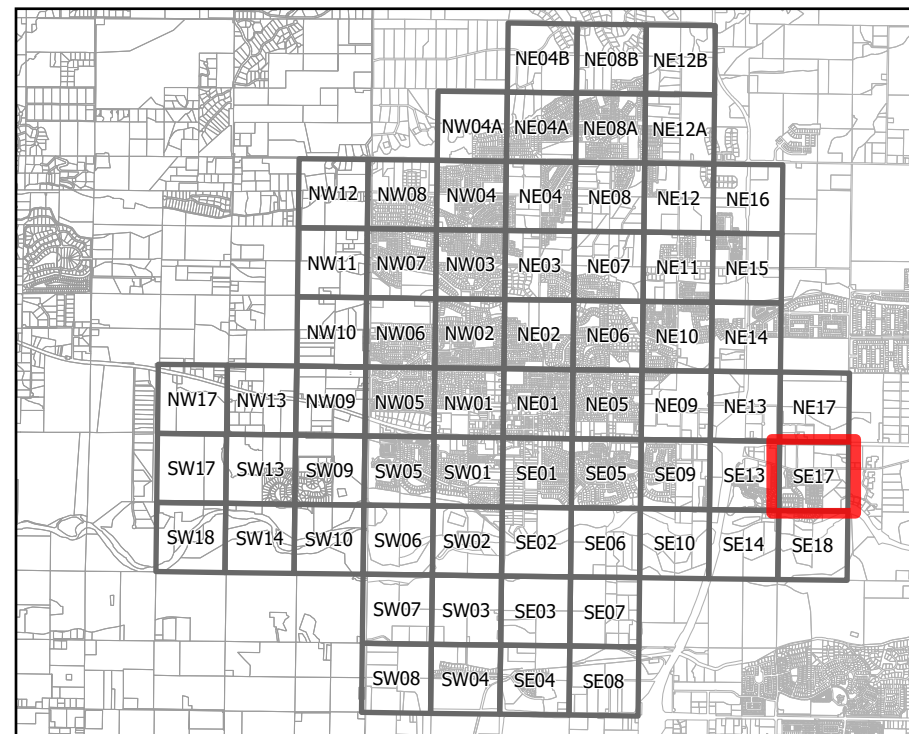 NE04B NE08B NE12B
NW04A NE04A NE08A NE12A
NW12 NW08 NW04 NE04 NE08 NE12 NE16
NW11 NW07 NW03 NE03 NE07 NE11 NE15
NW10 NW06 NW02 NE02 NE06 NE10 NE14
NW17 NW13 NW09 NW05 NW01 NE01 NE05 NE09 NE13 NE17
SW17 SW13 SW09 SW05 SW01 SE01 SE05 SE09 SE13 SE17
SW18 SW14 SW10 SW06 SW02 SE02 SE06 SE10 SE14 SE18
SW07 SW03 SE03 SE07
SW08 SW04 SE04 SE08